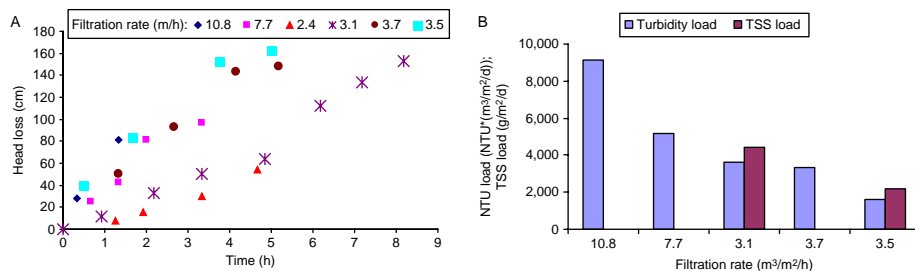 A
Filtration rate (m/h): 10.8 7.7 2.4 3.1 3.7 3.5
Head loss (cm)
180
160
140
120
100
80
60
40
20
0
0 1 2 3 4 5 6 7 8 9
Time (h)
B
Turbidity load TSS load
NTU load (NTU*(m³/m²/d));
TSS load (g/m²/d)
10,000
8,000
6,000
4,000
2,000
0
10.8 7.7 3.1 3.7 3.5
Filtration rate (m³/m²/h)